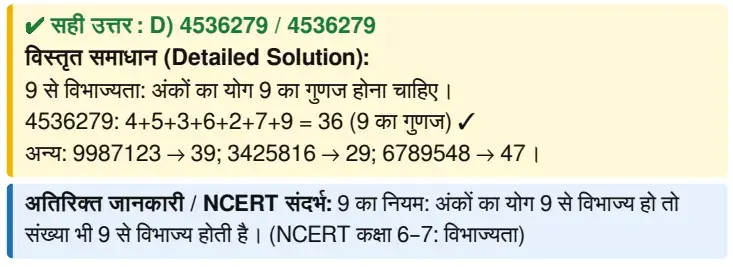 ✔ सही उत्तर : D) 4536279 / 4536279
विस्तृत समाधान (Detailed Solution):
9 से विभाज्यता: अंकों का योग 9 का गुणज होना चाहिए ।
4536279: 4+5+3+6+2+7+9 = 36 (9 का गुणज) ✓
अन्य: 9987123 → 39; 3425816 → 29; 6789548 → 47 ।
अतिरिक्त जानकारी / NCERT संदर्भ: 9 का नियम: अंकों का योग 9 से विभाज्य हो तो
संख्या भी 9 से विभाज्य होती है । (NCERT कक्षा 6–7: विभाज्यता)